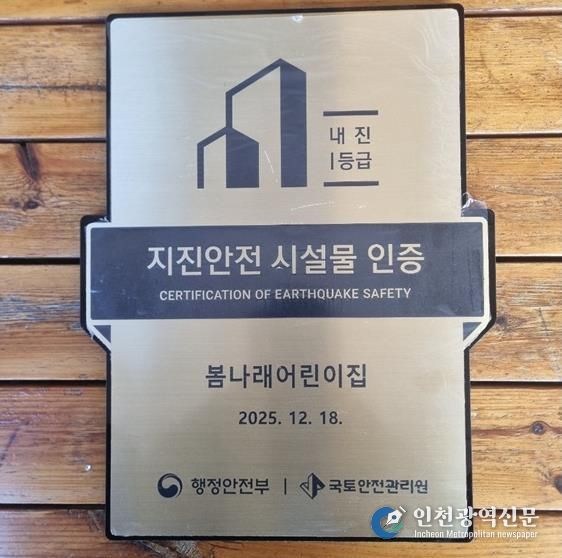 내 진
I등급
지진안전 시설물 인증
CERTIFICATION OF EARTHQUAKE SAFETY
봄나래어린이집
2025. 12. 18.
행정안전부 | 국토안전관리원
인천광역신문
Incheon Metropolitan newspaper